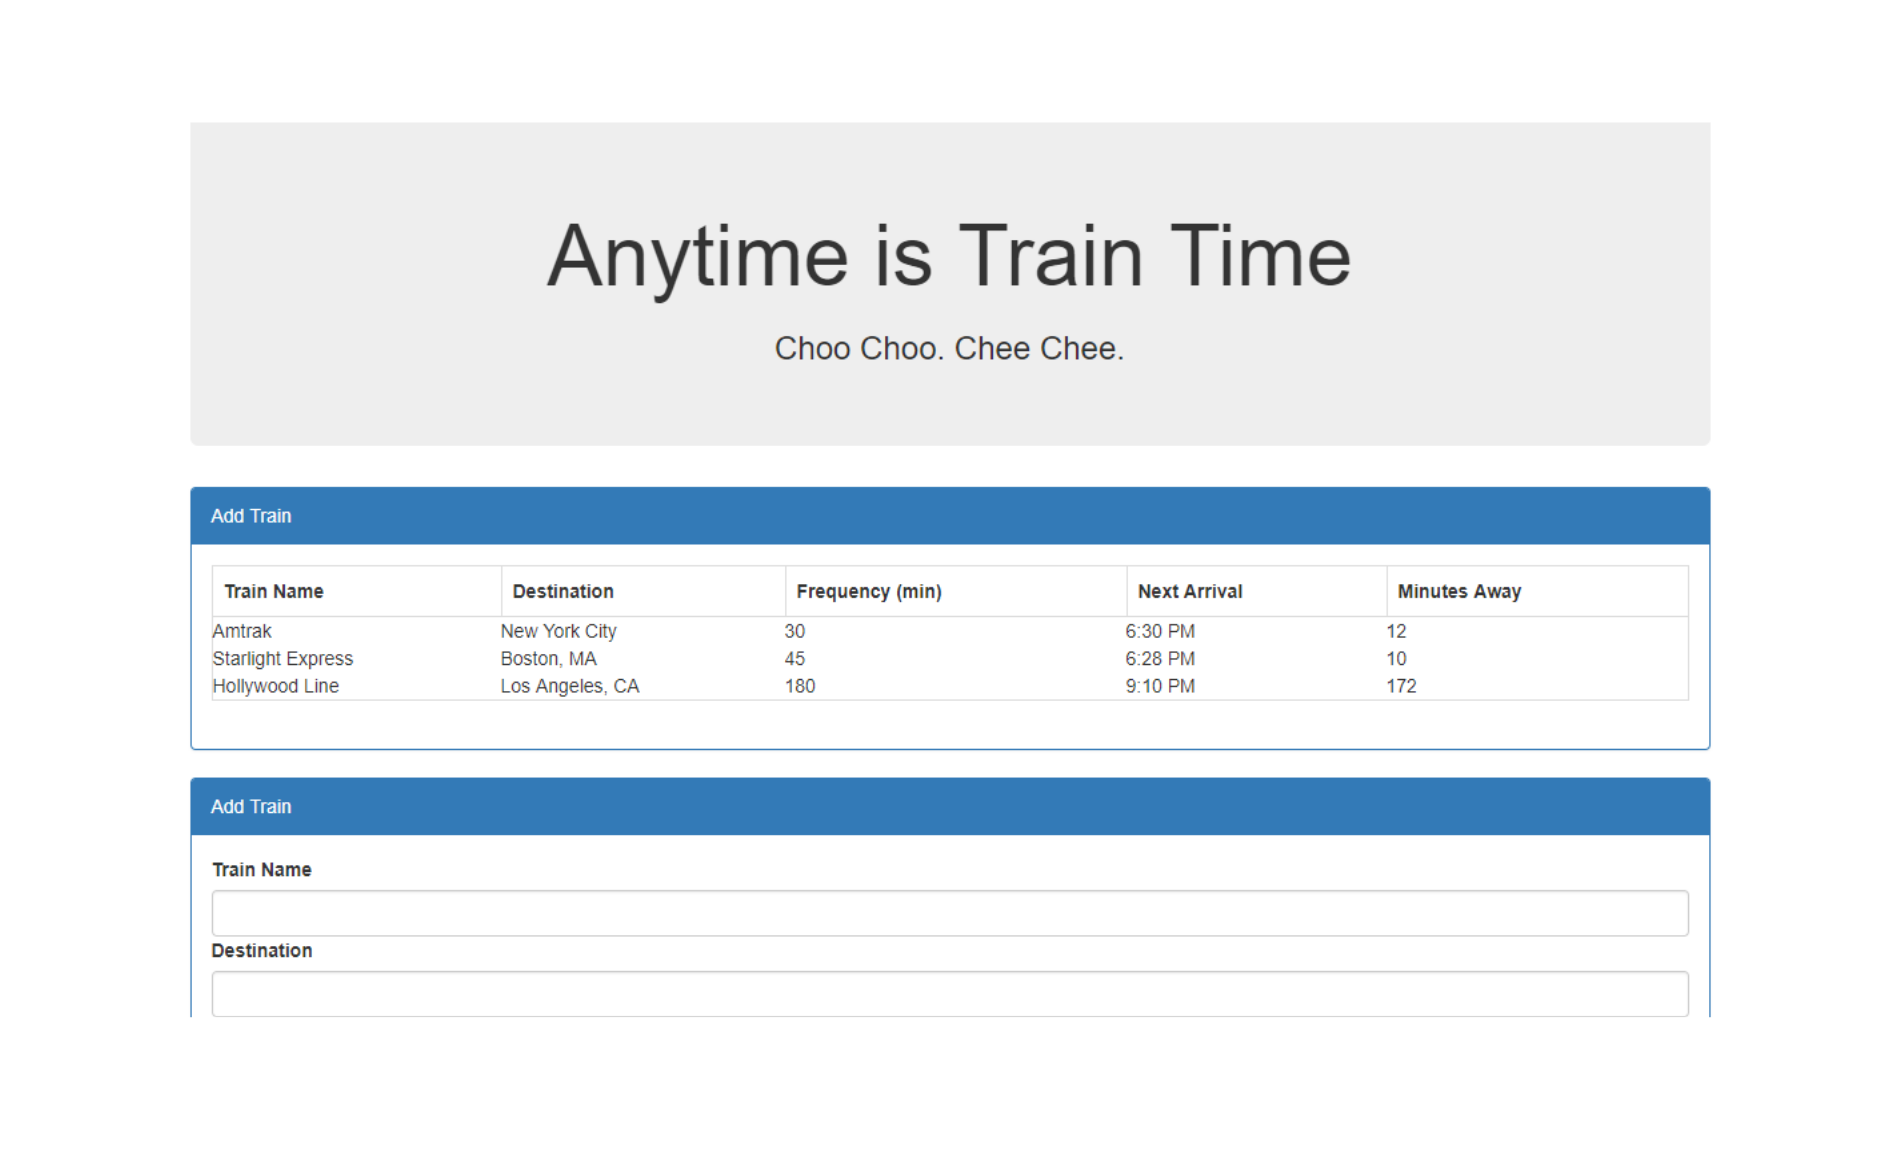 Anytime is Train Time
Choo Choo. Chee Chee.
Add Train
Train Name Destination Frequency (min) Next Arrival Minutes Away
Amtrak New York City 30 6:30 PM 12
Starlight Express Boston, MA 45 6:28 PM 10
Hollywood Line Los Angeles, CA 180 9:10 PM 172
Add Train
Train Name
Destination